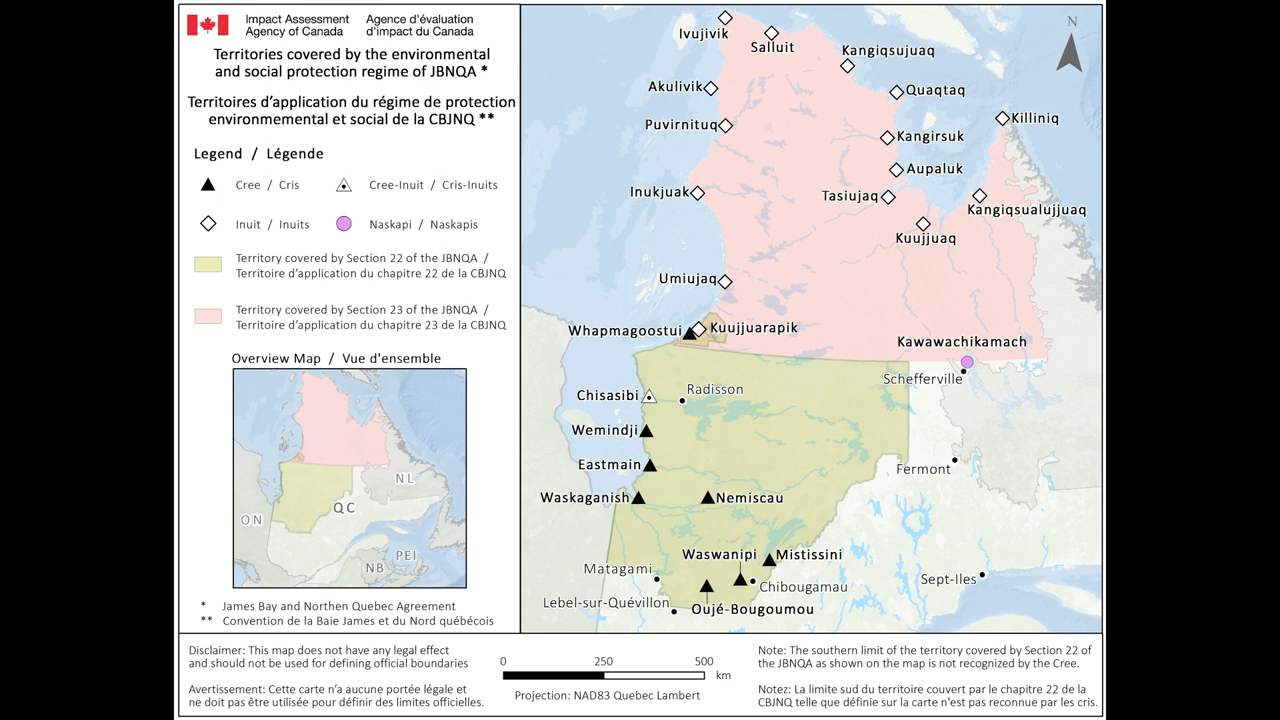 Impact Assessment Agence d'évaluation
Agency of Canada d'impact du Canada
Territories covered by the environmental
and social protection regime of JBNQA *
Territoires d'application du régime de protection
environmemental et social de la CBJNQ **
Legend / Légende
Cree / Cris
Cree-Inuit / Cris-Inuits
Inuit / Inuits
Naskapi / Naskapis
Territory covered by Section 22 of the JBNQA /
Territoire d'application du chapitre 22 de la CBJNQ
Territory covered by Section 23 of the JBNQA /
Territoire d'application du chapitre 23 de la CBJNQ
Overview Map / Vue d'ensemble
NL
QC
ON
PEI
NB
* James Bay and Northen Quebec Agreement
** Convention de la Baie James et du Nord québécois
N
Ivujivik
Salluit
Kangiqsujuaq
Akulivik
Quaqtaq
Killiniq
Puvirnituq
Kangirsuk
Aupaluk
Inukjuak
Tasiujaq
Kangiqsualujjuaq
Kuujjuaq
Umiujaq
Whapmagoostui
Kuujjuarapik
Kawawachikamach
Schefferville
Chisasibi
Radisson
Wemindji
Eastmain
Fermont
Waskaganish
Nemiscau
Waswanipi
Mistissini
Matagami
Chibougamau
Sept-Iles
Lebel-sur-Quévillon
Oujé-Bougoumou
Disclaimer: This map does not have any legal effect
and should not be used for defining official boundaries
Avertissement: Cette carte n'a aucune portée légale et
ne doit pas être utilisée pour définir des limites officielles.
0 250 500
km
Projection: NAD83 Quebec Lambert
Note: The southern limit of the territory covered by Section 22 of
the JBNQA as shown on the map is not recognized by the Cree.
Notez: La limite sud du territoire couvert par le chapitre 22 de la
CBJNQ telle que définie sur la carte n'est pas reconnue par les cris.